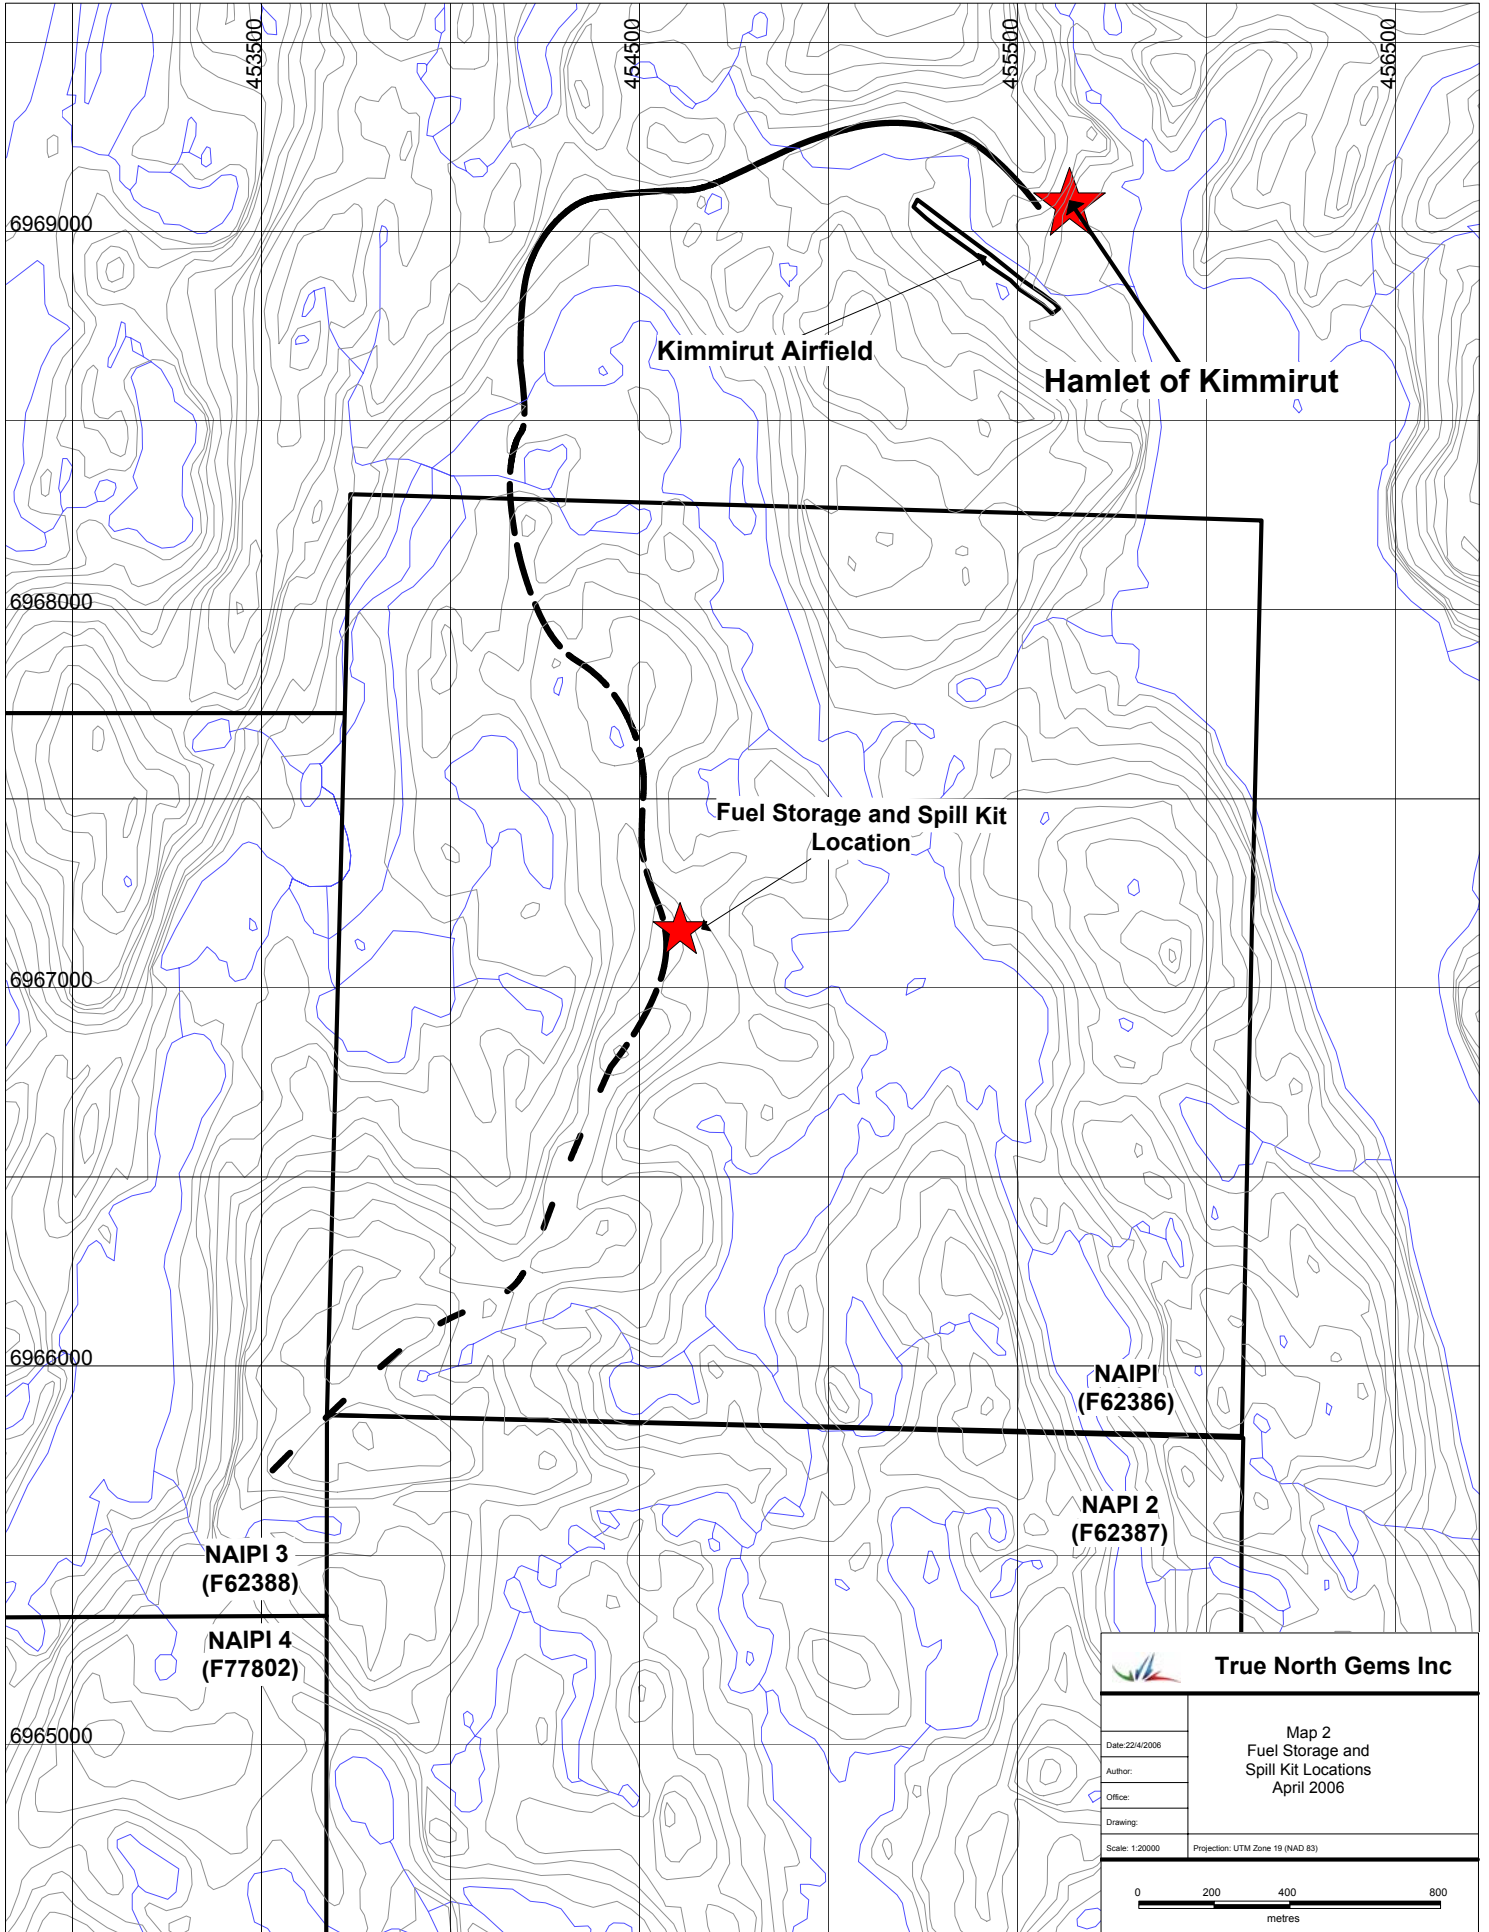 453500
454500
455500
456500
6969000
Kimmirut Airfield
Hamlet of Kimmirut
6968000
Fuel Storage and Spill Kit
Location
6967000
6966000
NAIPI
(F62386)
NAPI 2
(F62387)
NAIPI 3
(F62388)
NAIPI 4
(F77802)
6965000
True North Gems Inc
Date:22/4/2006
Author:
Office:
Drawing:
Scale: 1:20000
Map 2
Fuel Storage and
Spill Kit Locations
April 2006
Projection: UTM Zone 19 (NAD 83)
0 200 400 800
metres